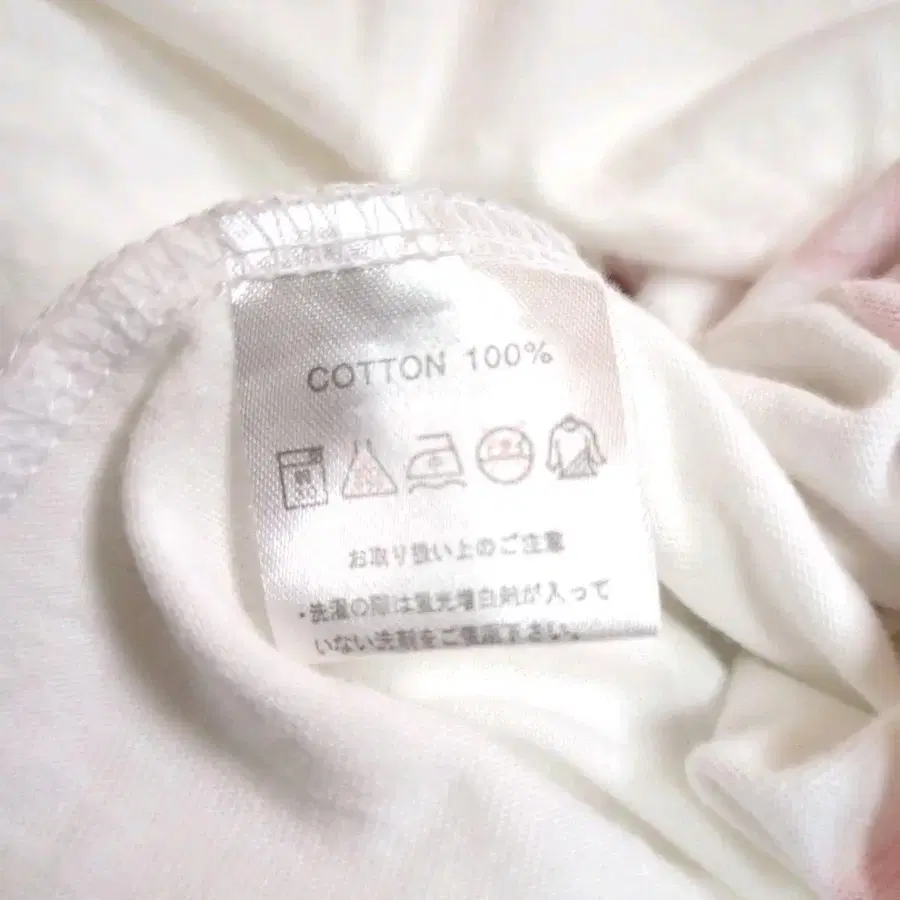 COTTON 100%
お取り扱い上のご注意
・洗濯の際は蛍光増白剤が入って
いない洗剤をご使用下さい。